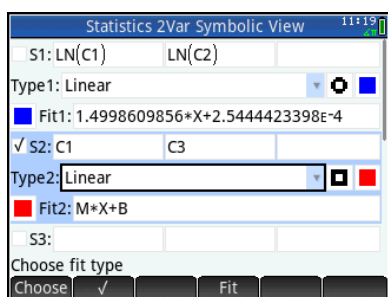 Statistics 2Var Symbolic View 11:19
S1: LN(C1) LN(C2)
Type1: Linear
Fit1: 1.4998609856*X+2.5444423398E-4
√ S2: C1 C3
Type2: Linear
Fit2: M*X+B
S3:
Choose fit type
Choose √ Fit